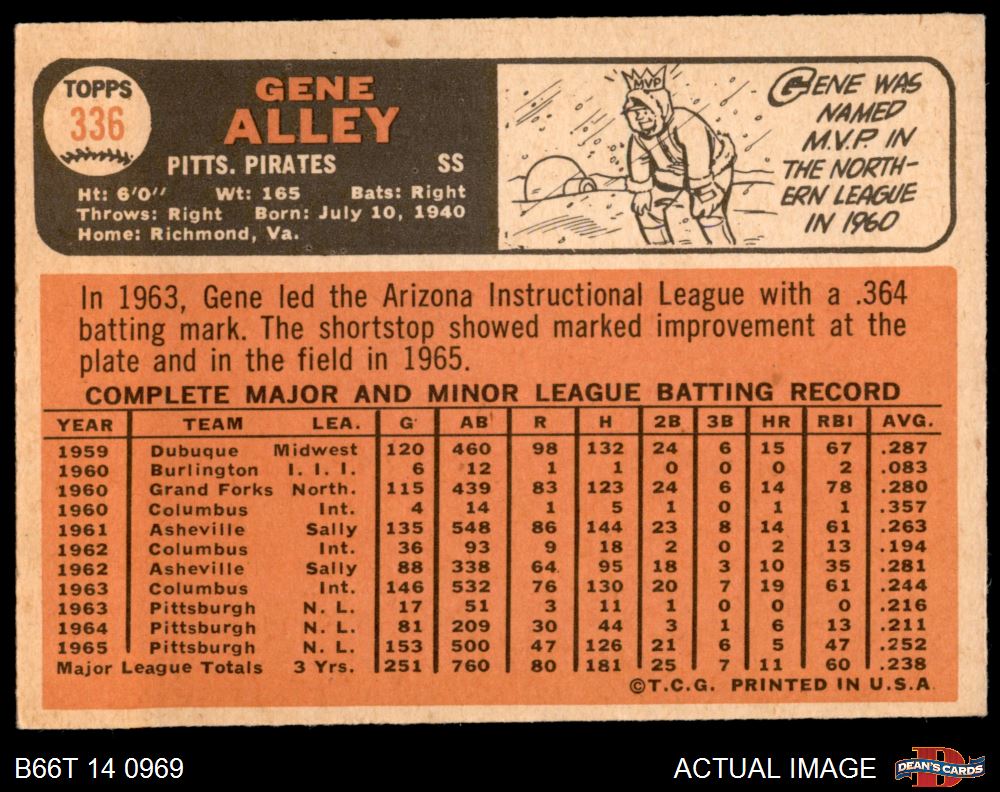 TOPPS
336
GENE
ALLEY
PITTS. PIRATES SS
Ht: 6'0" Wt: 165 Bats: Right
Throws: Right Born: July 10, 1940
Home: Richmond, Va.
MVP
GENE WAS
NAMED
M.V.P. IN
THE NORTH-
ERN LEAGUE
IN 1960
In 1963, Gene led the Arizona Instructional League with a .364
batting mark. The shortstop showed marked improvement at the
plate and in the field in 1965.
COMPLETE MAJOR AND MINOR LEAGUE BATTING RECORD
YEAR TEAM LEA. G AB R H 2B 3B HR RBI AVG.
1959 Dubuque Midwest 120 460 98 132 24 6 15 67 .287
1960 Burlington I. I. I. 6 12 1 1 0 0 0 2 .083
1960 Grand Forks North. 115 439 83 123 24 6 14 78 .280
1960 Columbus Int. 4 14 1 5 1 0 1 1 .357
1961 Asheville Sally 135 548 86 144 23 8 14 61 .263
1962 Columbus Int. 36 93 9 18 2 0 2 13 .194
1962 Asheville Sally 88 338 64 95 18 3 10 35 .281
1963 Columbus Int. 146 532 76 130 20 7 19 61 .244
1963 Pittsburgh N. L. 17 51 3 11 1 0 0 0 .216
1964 Pittsburgh N. L. 81 209 30 44 3 1 6 13 .211
1965 Pittsburgh N. L. 153 500 47 126 21 6 5 47 .252
Major League Totals 3 Yrs. 251 760 80 181 25 7 11 60 .238
©T.C.G. PRINTED IN U.S.A.
B66T 14 0969 ACTUAL IMAGE
DEAN'S CARDS